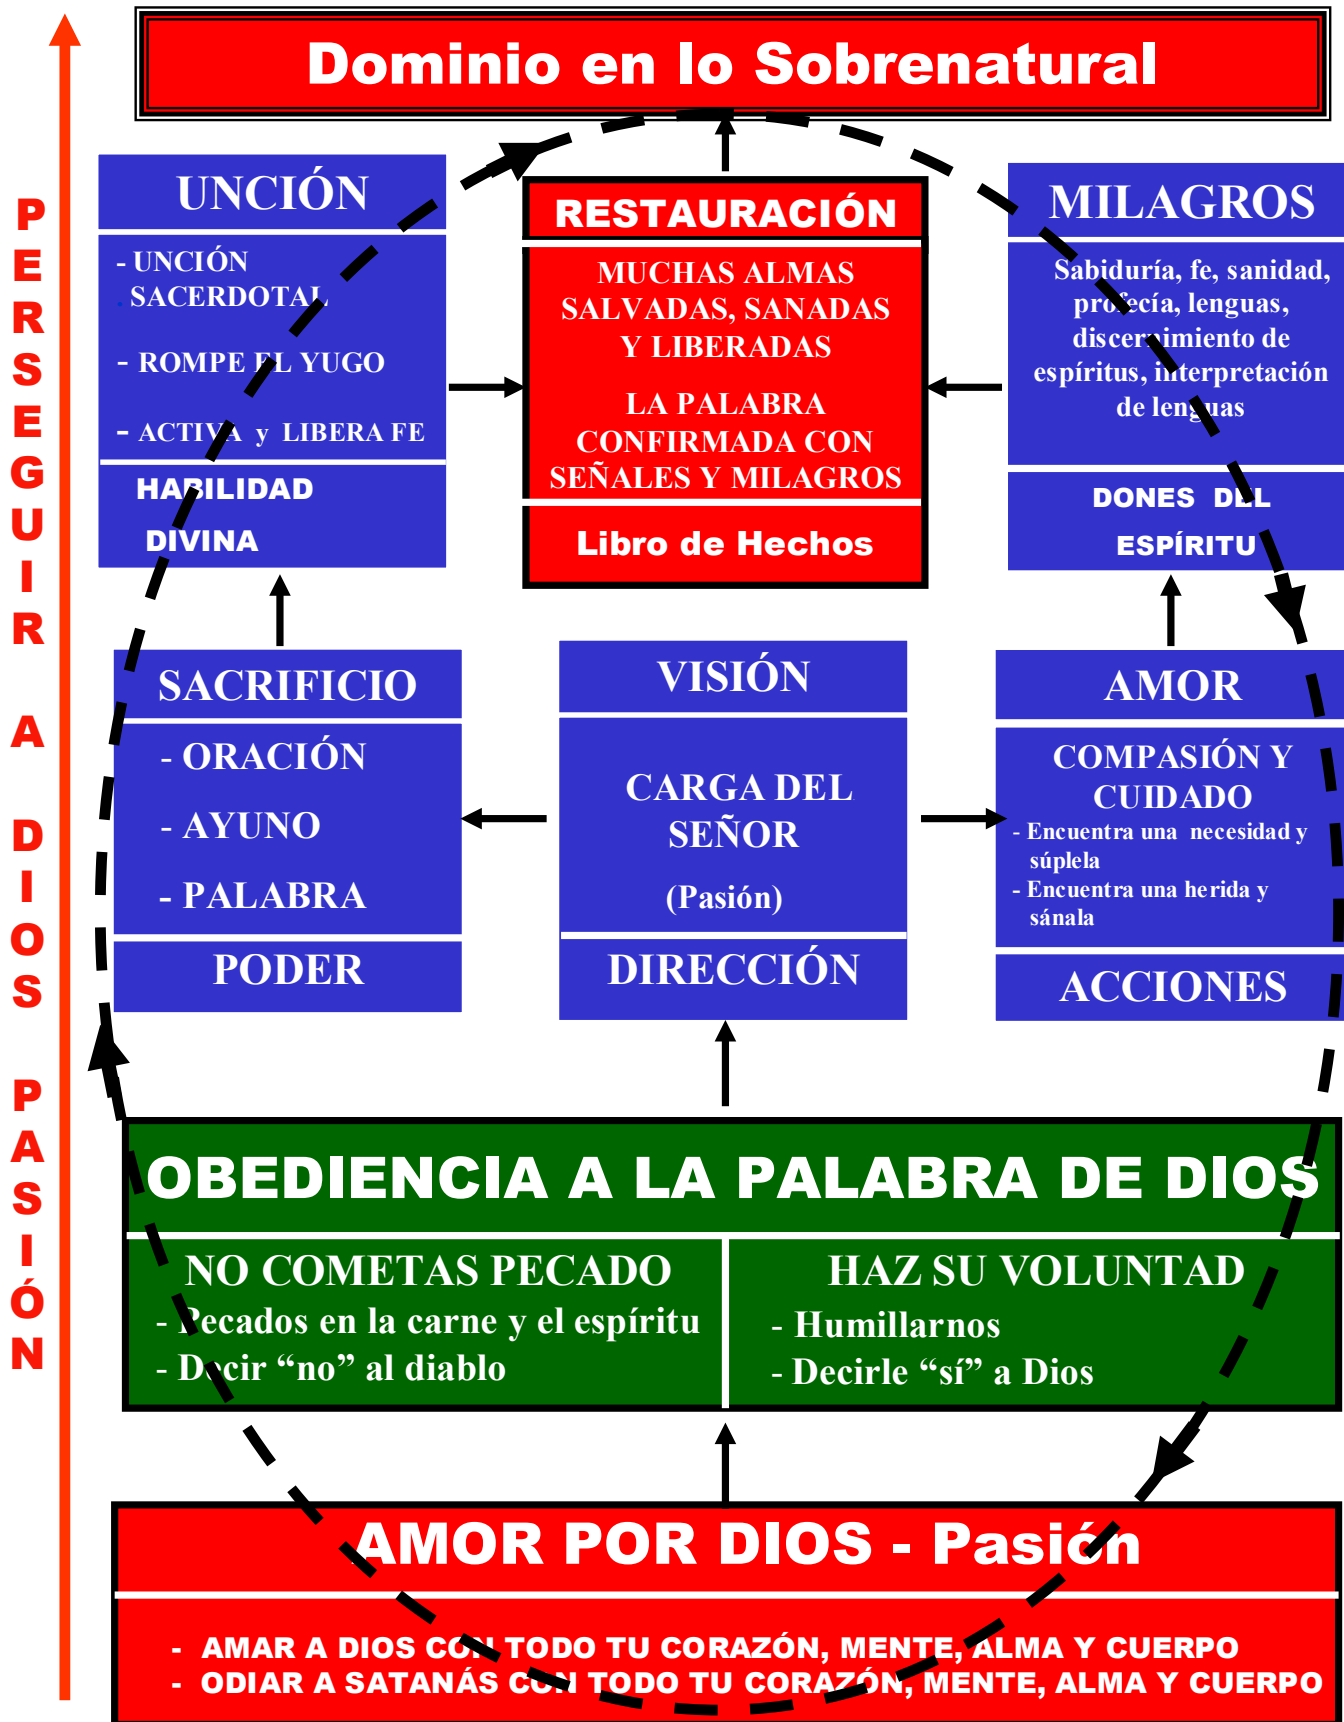 Dominio en lo Sobrenatural
PERSEGUIR A DIOS PASIÓN
UNCIÓN
- UNCIÓN
. SACERDOTAL
- ROMPE EL YUGO
- ACTIVA y LIBERA FE
HABILIDAD
DIVINA
RESTAURACIÓN
MUCHAS ALMAS
SALVADAS, SANADAS
Y LIBERADAS
LA PALABRA
CONFIRMADA CON
SEÑALES Y MILAGROS
Libro de Hechos
MILAGROS
Sabiduría, fe, sanidad,
profecía, lenguas,
discernimiento de
espíritus, interpretación
de lenguas
DONES DEL
ESPÍRITU
SACRIFICIO
- ORACIÓN
- AYUNO
- PALABRA
PODER
VISIÓN
CARGA DEL
SEÑOR
(Pasión)
DIRECCIÓN
AMOR
COMPASIÓN Y
CUIDADO
- Encuentra una necesidad y
súplela
- Encuentra una herida y
sánala
ACCIONES
OBEDIENCIA A LA PALABRA DE DIOS
NO COMETAS PECADO
- Pecados en la carne y el espíritu
- Decir “no” al diablo
HAZ SU VOLUNTAD
- Humillarnos
- Decirle “sí” a Dios
AMOR POR DIOS - Pasión
- AMAR A DIOS CON TODO TU CORAZÓN, MENTE, ALMA Y CUERPO
- ODIAR A SATANÁS CON TODO TU CORAZÓN, MENTE, ALMA Y CUERPO